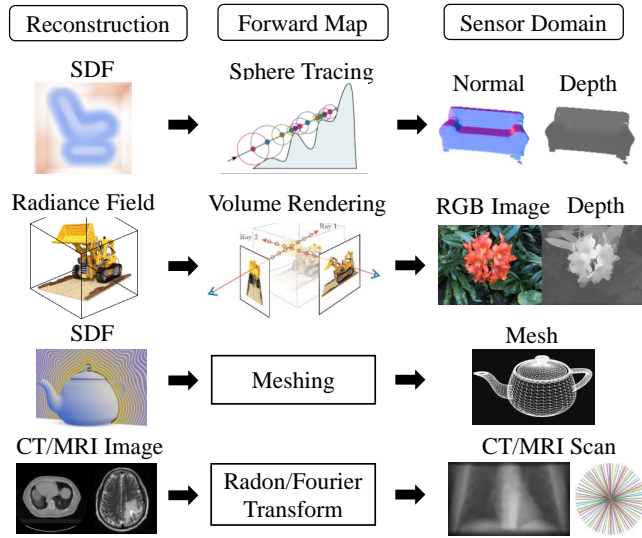 Reconstruction
Forward Map
Sensor Domain
SDF
Sphere Tracing
Normal
Depth
Radiance Field
Volume Rendering
RGB Image
Depth
Ray 2
Ray 1
SDF
Meshing
Mesh
CT/MRI Image
Radon/Fourier
Transform
CT/MRI Scan